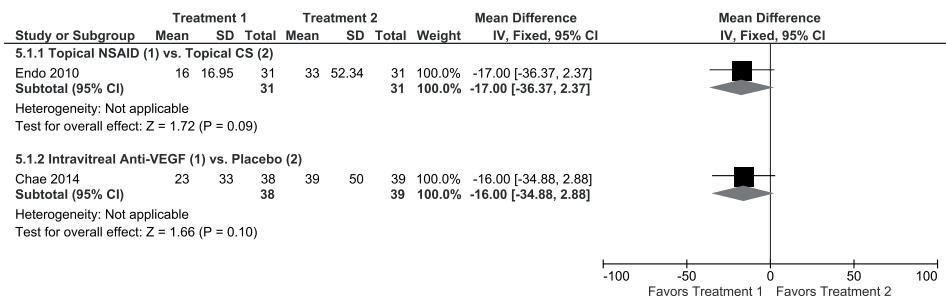 Treatment 1 Treatment 2 Mean Difference Mean Difference
Study or Subgroup Mean SD Total Mean SD Total Weight IV, Fixed, 95% CI IV, Fixed, 95% CI
5.1.1 Topical NSAID (1) vs. Topical CS (2)
Endo 2010 16 16.95 31 33 52.34 31 100.0% -17.00 [-36.37, 2.37]
Subtotal (95% CI) 31 31 100.0% -17.00 [-36.37, 2.37]
Heterogeneity: Not applicable
Test for overall effect: Z = 1.72 (P = 0.09)
5.1.2 Intravitreal Anti-VEGF (1) vs. Placebo (2)
Chae 2014 23 33 38 39 50 39 100.0% -16.00 [-34.88, 2.88]
Subtotal (95% CI) 38 39 100.0% -16.00 [-34.88, 2.88]
Heterogeneity: Not applicable
Test for overall effect: Z = 1.66 (P = 0.10)
-100 -50 0 50 100
Favors Treatment 1 Favors Treatment 2